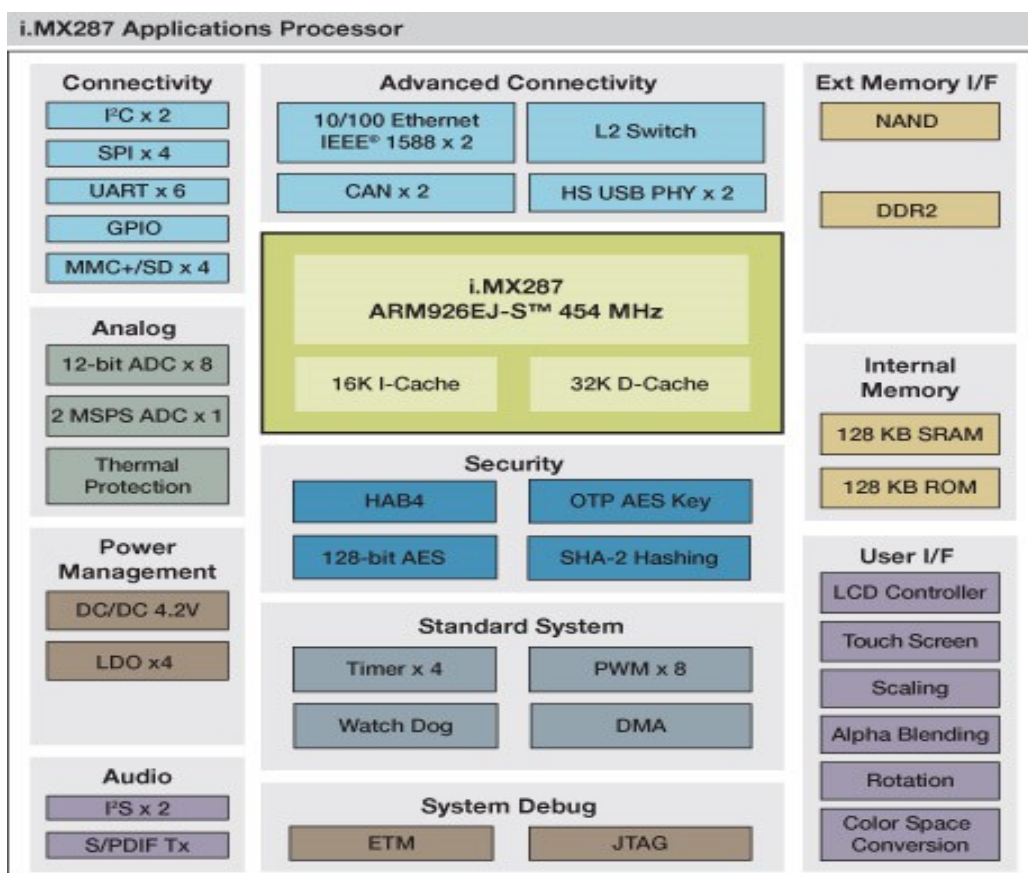 i.MX287 Applications Processor
Connectivity
I²C x 2
SPI x 4
UART x 6
GPIO
MMC+/SD x 4
Analog
12-bit ADC x 8
2 MSPS ADC x 1
Thermal
Protection
Power
Management
DC/DC 4.2V
LDO x4
Audio
I²S x 2
S/PDIF Tx
Advanced Connectivity
10/100 Ethernet
IEEE® 1588 x 2
L2 Switch
CAN x 2
HS USB PHY x 2
i.MX287
ARM926EJ-S™ 454 MHz
16K I-Cache
32K D-Cache
Security
HAB4
OTP AES Key
128-bit AES
SHA-2 Hashing
Standard System
Timer x 4
PWM x 8
Watch Dog
DMA
System Debug
ETM
JTAG
Ext Memory I/F
NAND
DDR2
Internal
Memory
128 KB SRAM
128 KB ROM
User I/F
LCD Controller
Touch Screen
Scaling
Alpha Blending
Rotation
Color Space
Conversion